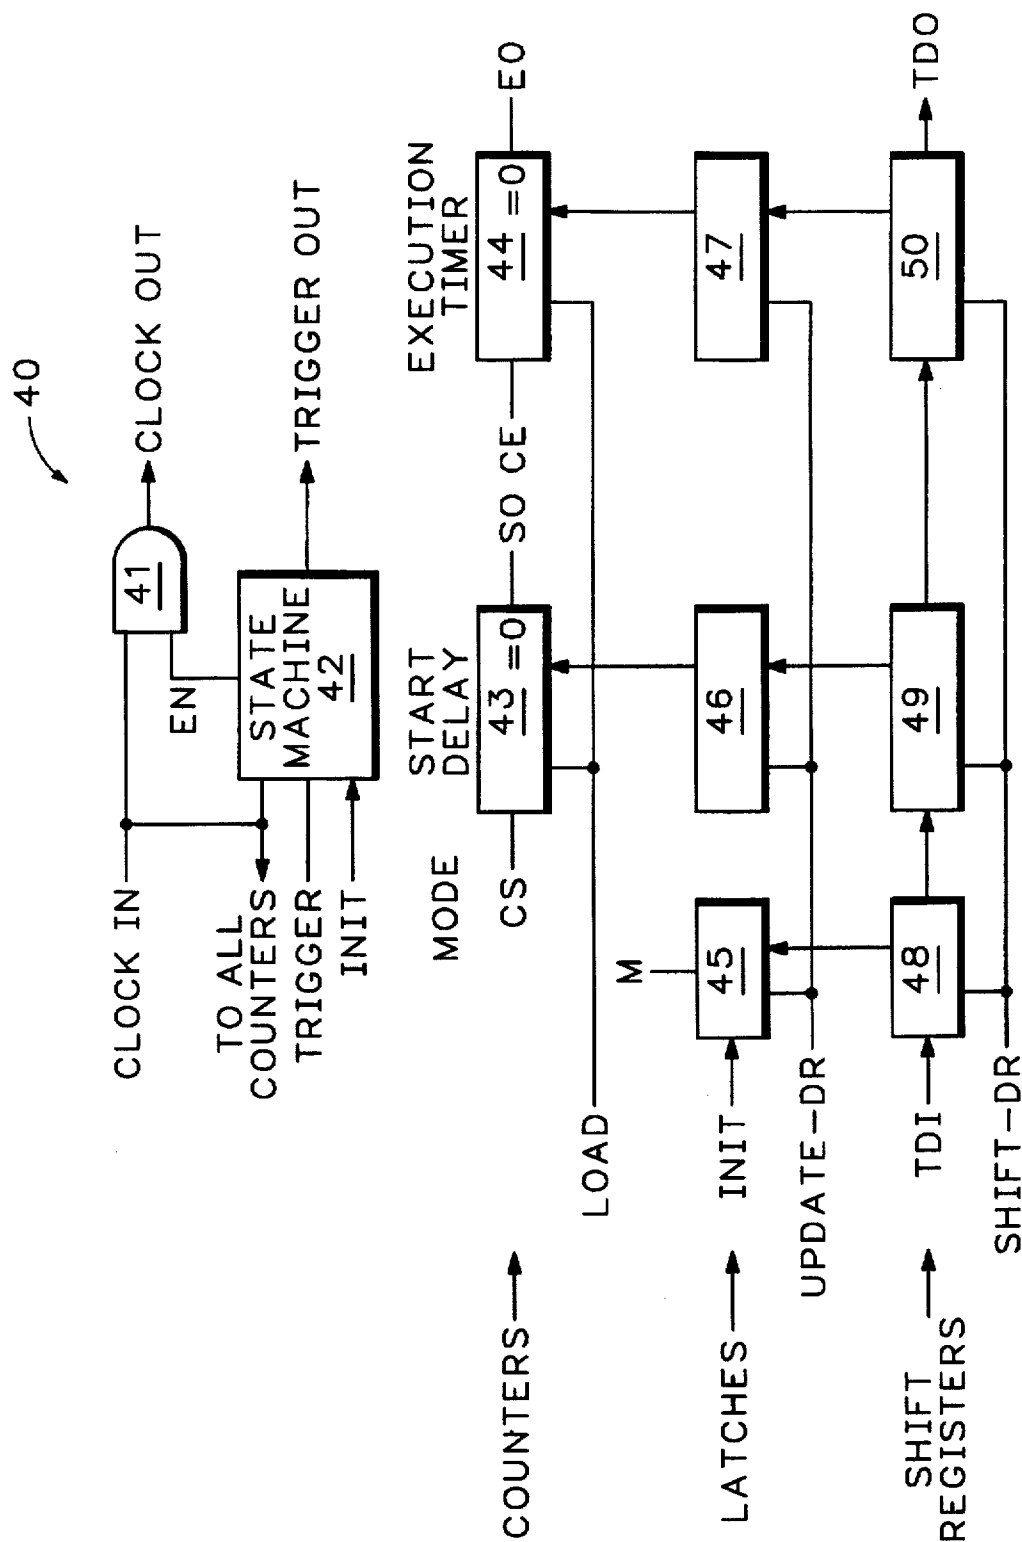 40
CLOCK IN
41
CLOCK OUT
EN
TO ALL
COUNTERS
STATE
MACHINE
42
TRIGGER
TRIGGER OUT
INIT
MODE
START
DELAY
EXECUTION
TIMER
COUNTERS
CS
43 =0
SO CE
44 =0
EO
LOAD
M
LATCHES
INIT
45
46
47
UPDATE-DR
SHIFT
REGISTERS
TDI
48
49
50
TDO
SHIFT-DR